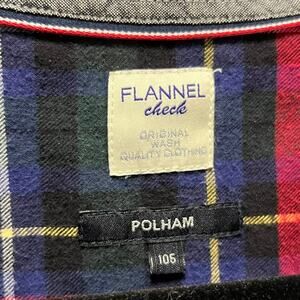 FLANNEL
check
ORIGINAL
WASH
QUALITY CLOTHING
POLHAM
105